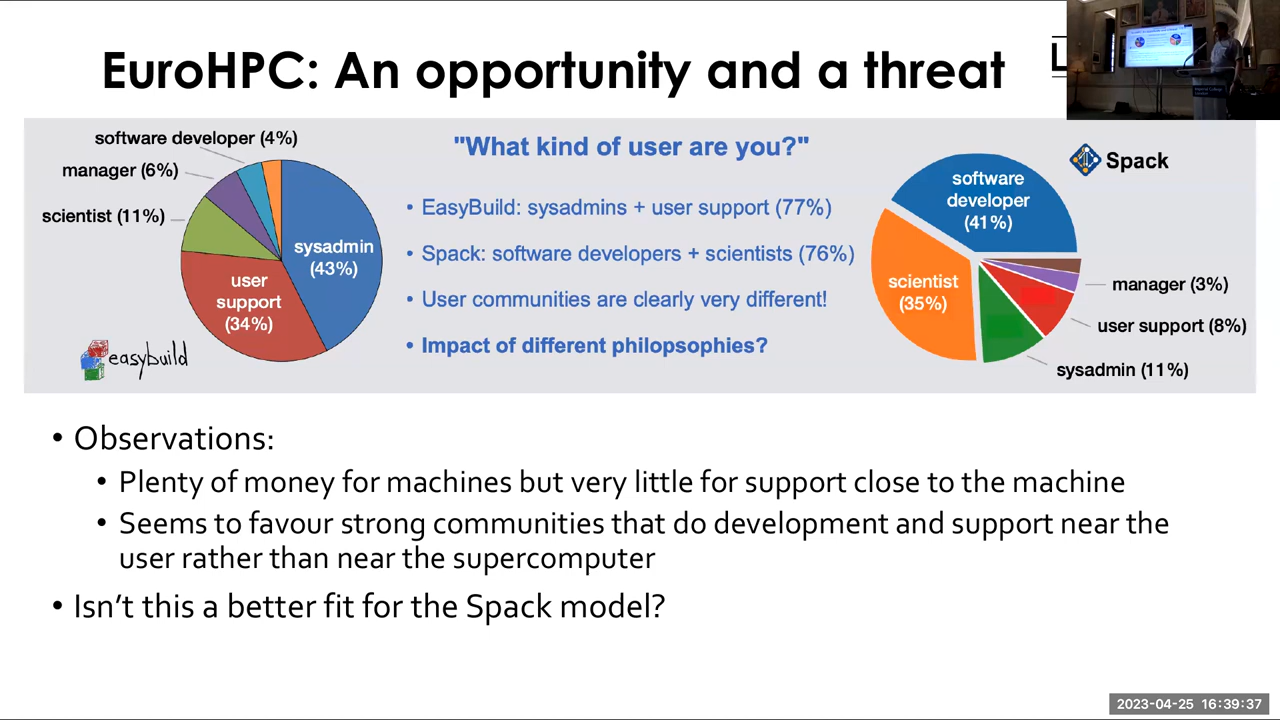 EuroHPC: An opportunity and a threat
L
software developer (4%)
manager (6%)
scientist (11%)
sysadmin
(43%)
user
support
(34%)
easybuild
"What kind of user are you?"
• EasyBuild: sysadmins + user support (77%)
• Spack: software developers + scientists (76%)
• User communities are clearly very different!
• Impact of different philopsophies?
Spack
software
developer
(41%)
scientist
(35%)
manager (3%)
user support (8%)
sysadmin (11%)
• Observations:
• Plenty of money for machines but very little for support close to the machine
• Seems to favour strong communities that do development and support near the
user rather than near the supercomputer
• Isn't this a better fit for the Spack model?
2023-04-25 16:39:37